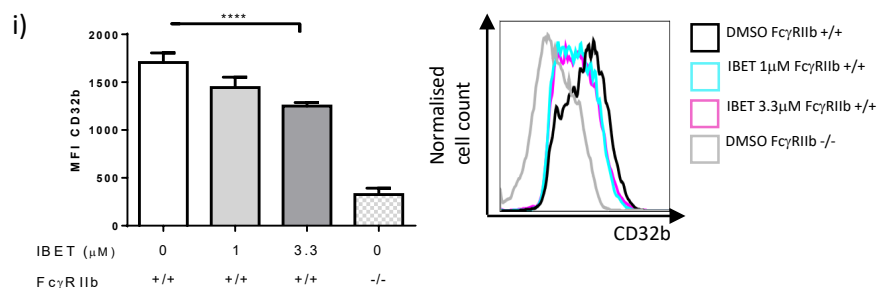 i)
****
2000
1500
1000
500
0
MFI CD32b
IBET (μM) 0 1 3.3 0
FcγRIIb +/+ +/+ +/+ -/-
Normalised
cell count
CD32b
DMSO FcγRIIb +/+
IBET 1μM FcγRIIb +/+
IBET 3.3μM FcγRIIb +/+
DMSO FcγRIIb -/-